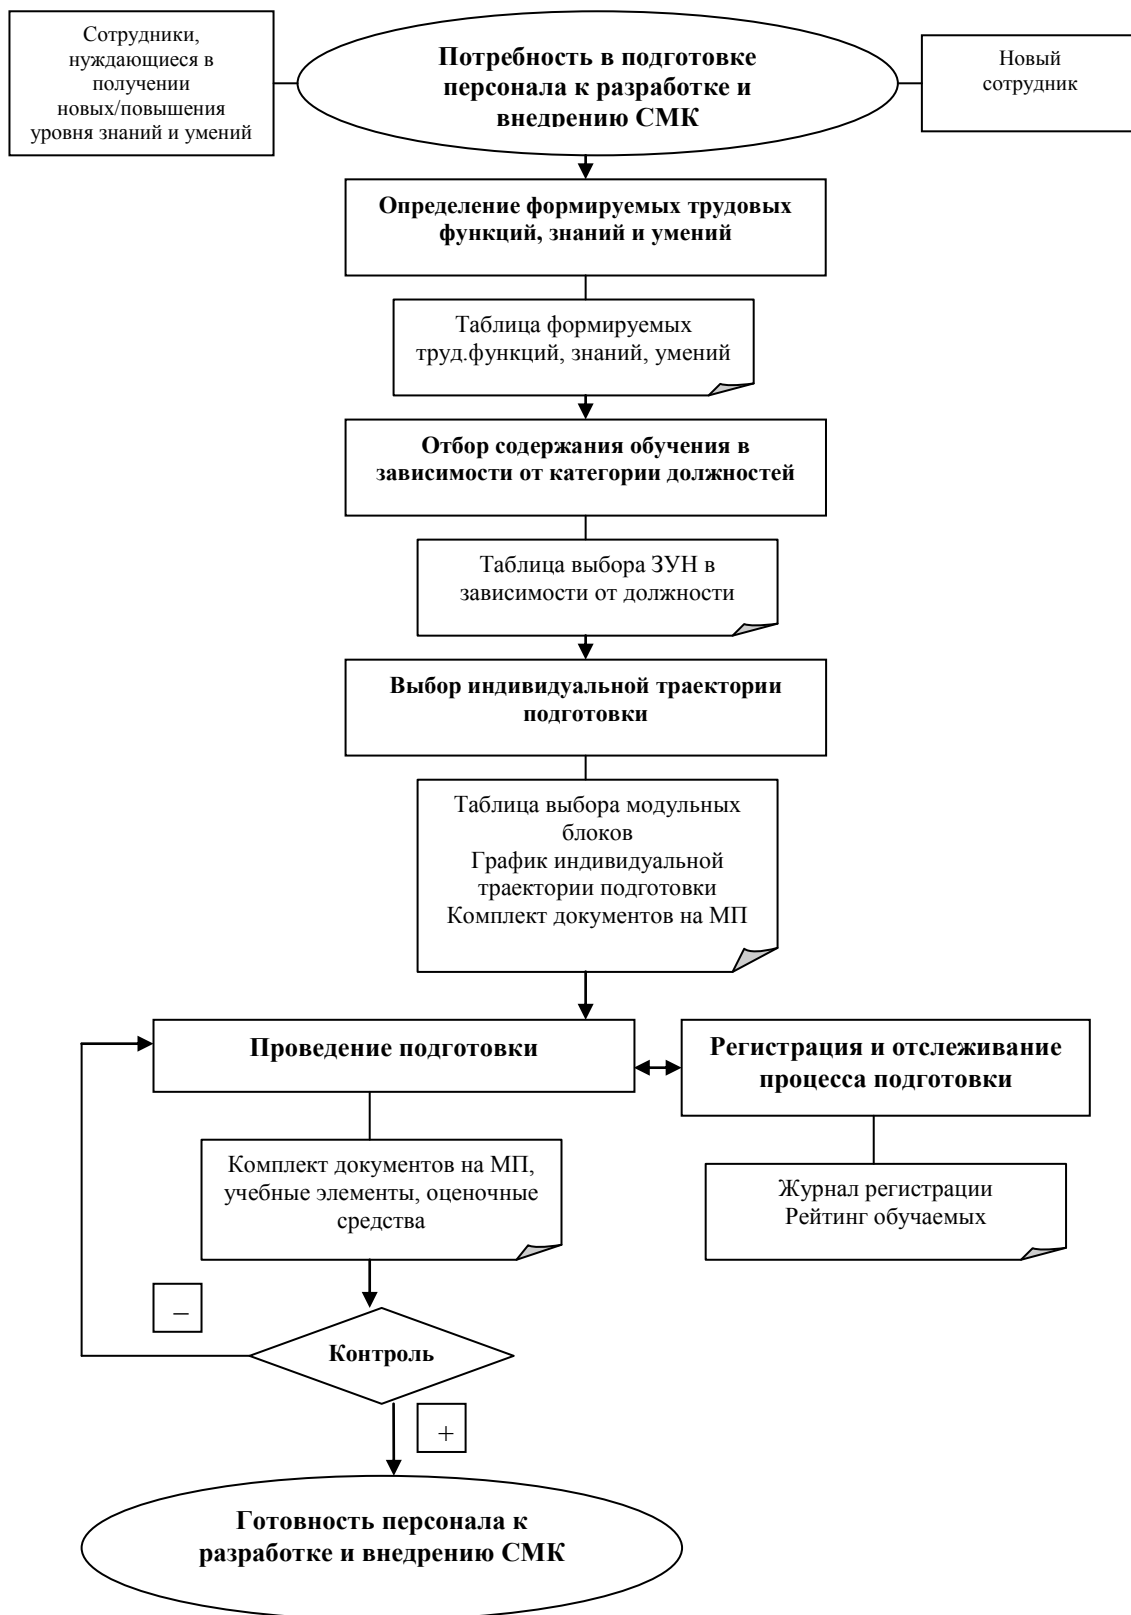 Сотрудники,
нуждающиеся в
получении
новых/повышения
уровня знаний и умений
Потребность в подготовке
персонала к разработке и
внедрению СМК
Новый
сотрудник
Определение формируемых трудовых
функций, знаний и умений
Таблица формируемых
труд.функций, знаний, умений
Отбор содержания обучения в
зависимости от категории должностей
Таблица выбора ЗУН в
зависимости от должности
Выбор индивидуальной траектории
подготовки
Таблица выбора модульных
блоков
График индивидуальной
траектории подготовки
Комплект документов на МП
Проведение подготовки
Регистрация и отслеживание
процесса подготовки
Комплект документов на МП,
учебные элементы, оценочные
средства
Журнал регистрации
Рейтинг обучаемых
–
Контроль
+
Готовность персонала к
разработке и внедрению СМК